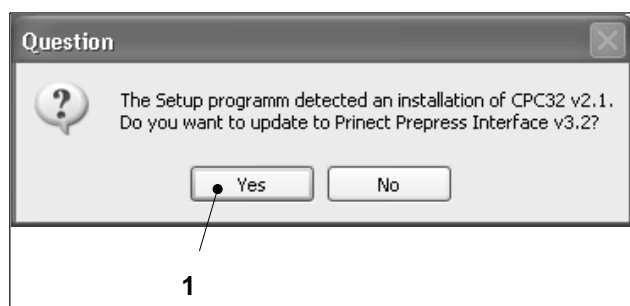 Question
The Setup programm detected an installation of CPC32 v2.1.
Do you want to update to Prinect Prepress Interface v3.2?
Yes No
1